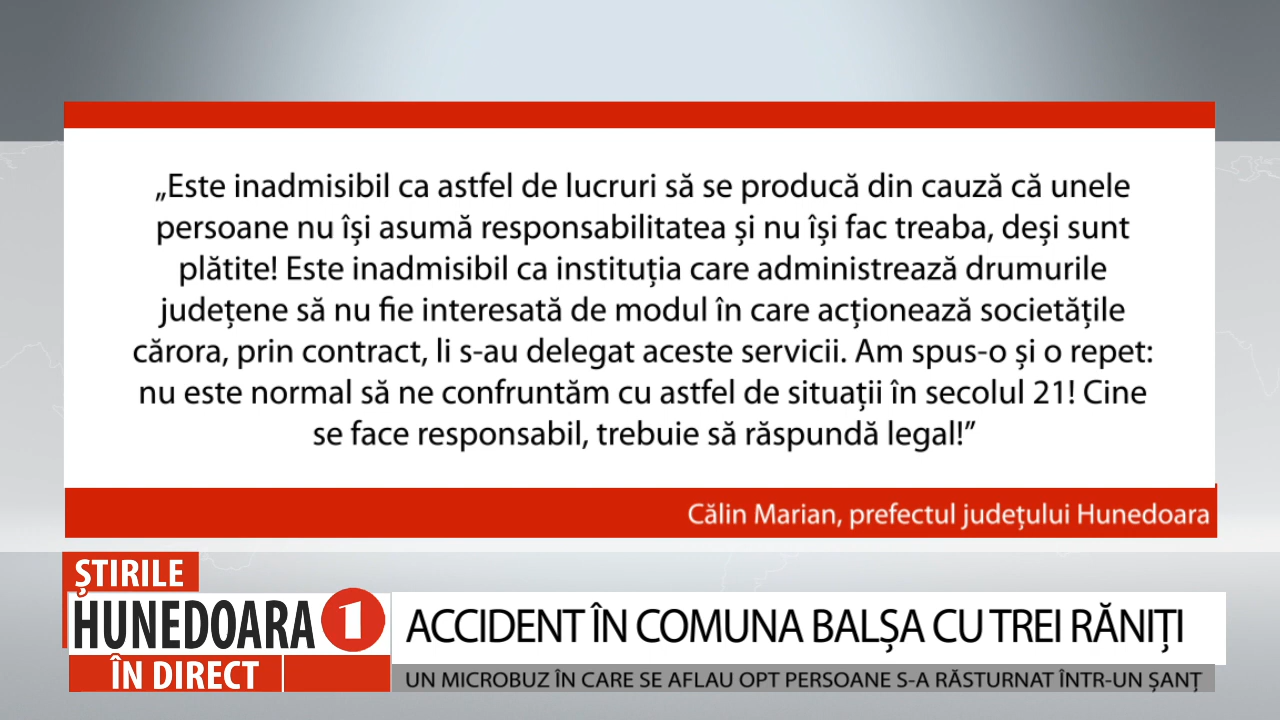 „Este inadmisibil ca astfel de lucruri să se producă din cauză că unele
persoane nu își asumă responsabilitatea și nu își fac treaba, deși sunt
plătite! Este inadmisibil ca instituția care administrează drumurile
județene să nu fie interesată de modul în care acționează societățile
cărora, prin contract, li s-au delegat aceste servicii. Am spus-o și o repet:
nu este normal să ne confruntăm cu astfel de situații în secolul 21! Cine
se face responsabil, trebuie să răspundă legal!”
Călin Marian, prefectul județului Hunedoara
ȘTIRILE
HUNEDOARA 1
ÎN DIRECT
ACCIDENT ÎN COMUNA BALȘA CU TREI RĂNIȚI
UN MICROBUZ ÎN CARE SE AFLAU OPT PERSOANE S-A RĂSTURNAT ÎNTR-UN ȘANȚ